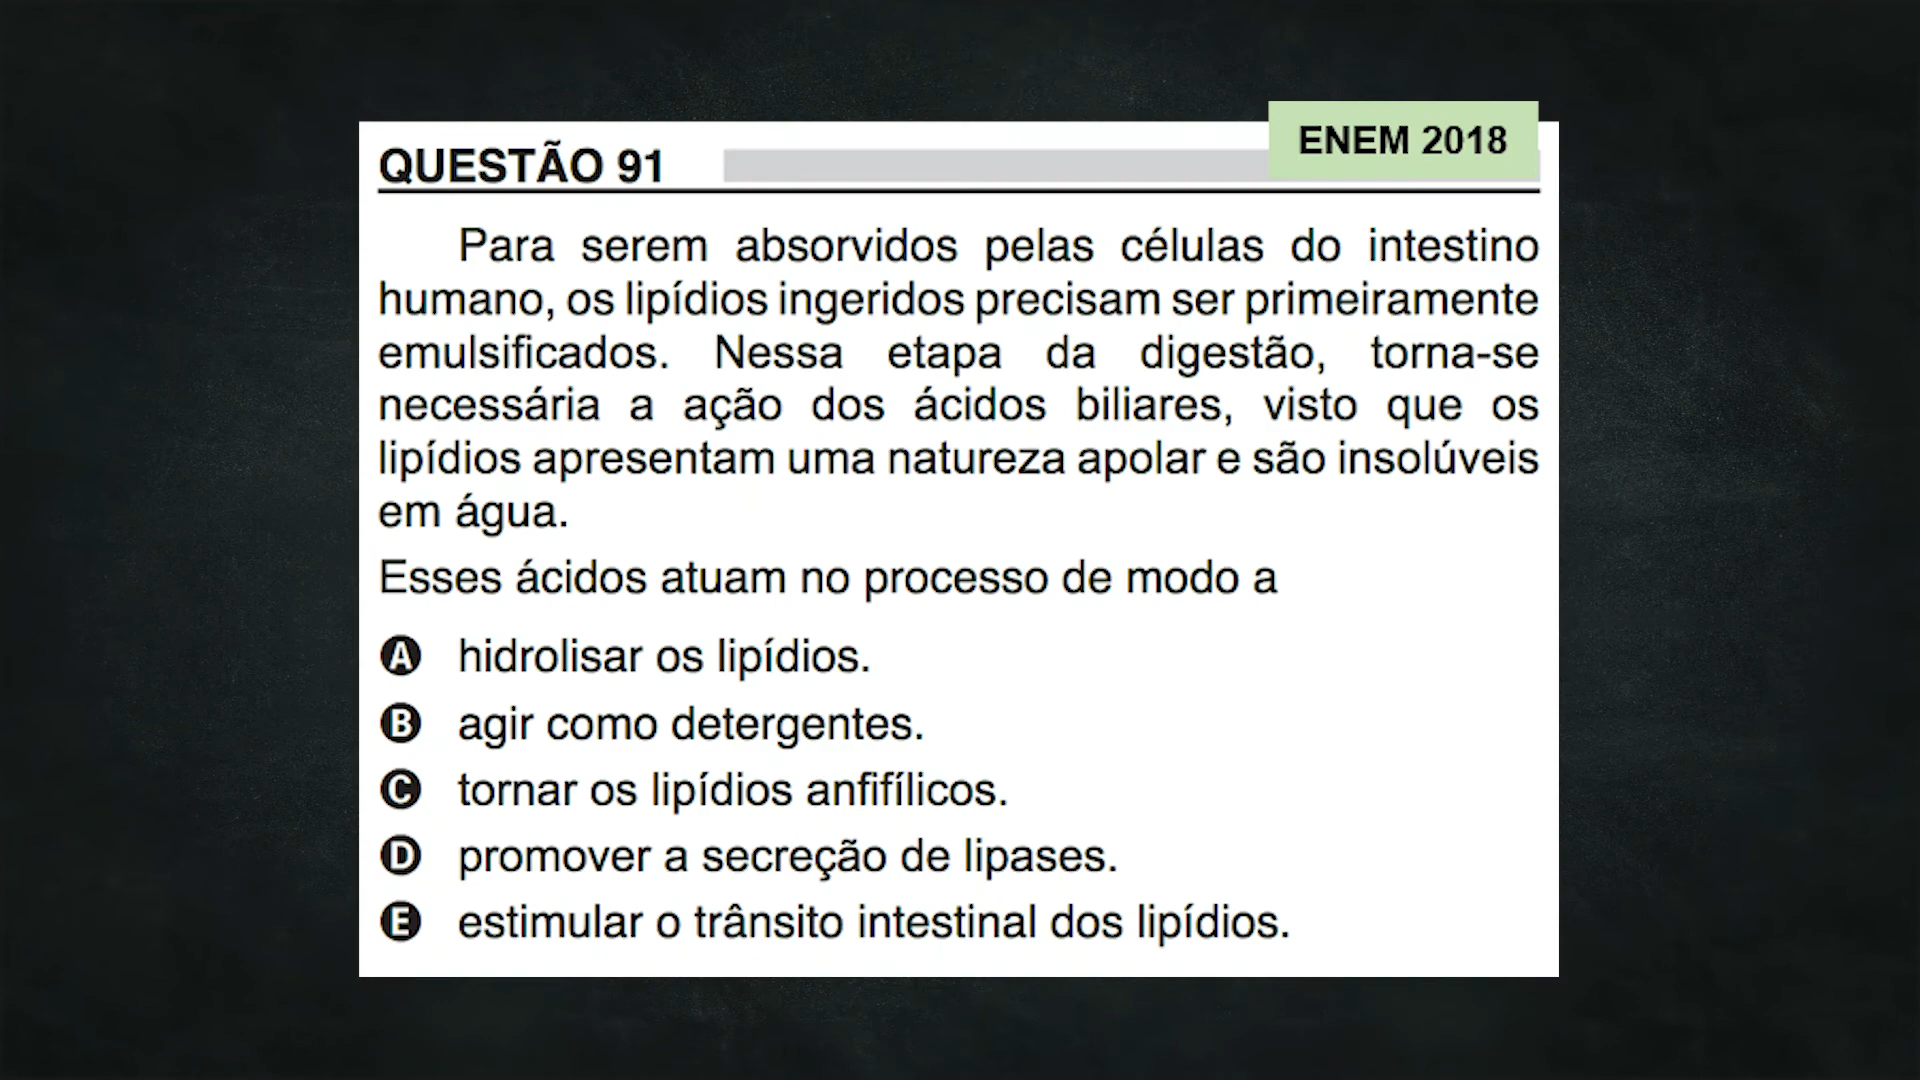 ENEM 2018
QUESTÃO 91
Para serem absorvidos pelas células do intestino
humano, os lipídios ingeridos precisam ser primeiramente
emulsificados. Nessa etapa da digestão, torna-se
necessária a ação dos ácidos biliares, visto que os
lipídios apresentam uma natureza apolar e são insolúveis
em água.
Esses ácidos atuam no processo de modo a
A hidrolisar os lipídios.
B agir como detergentes.
C tornar os lipídios anfifílicos.
D promover a secreção de lipases.
E estimular o trânsito intestinal dos lipídios.